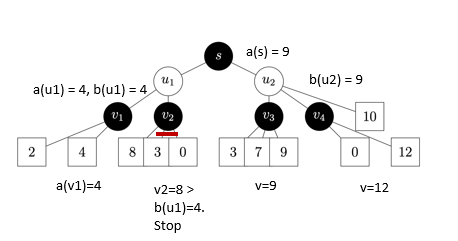 s
a(s) = 9
u1
u2
b(u2) = 9
a(u1) = 4, b(u1) = 4
v1
v2
v3
v4
10
2
4
8
3
0
3
7
9
0
12
a(v1)=4
v2=8 >
b(u1)=4.
Stop
v=9
v=12